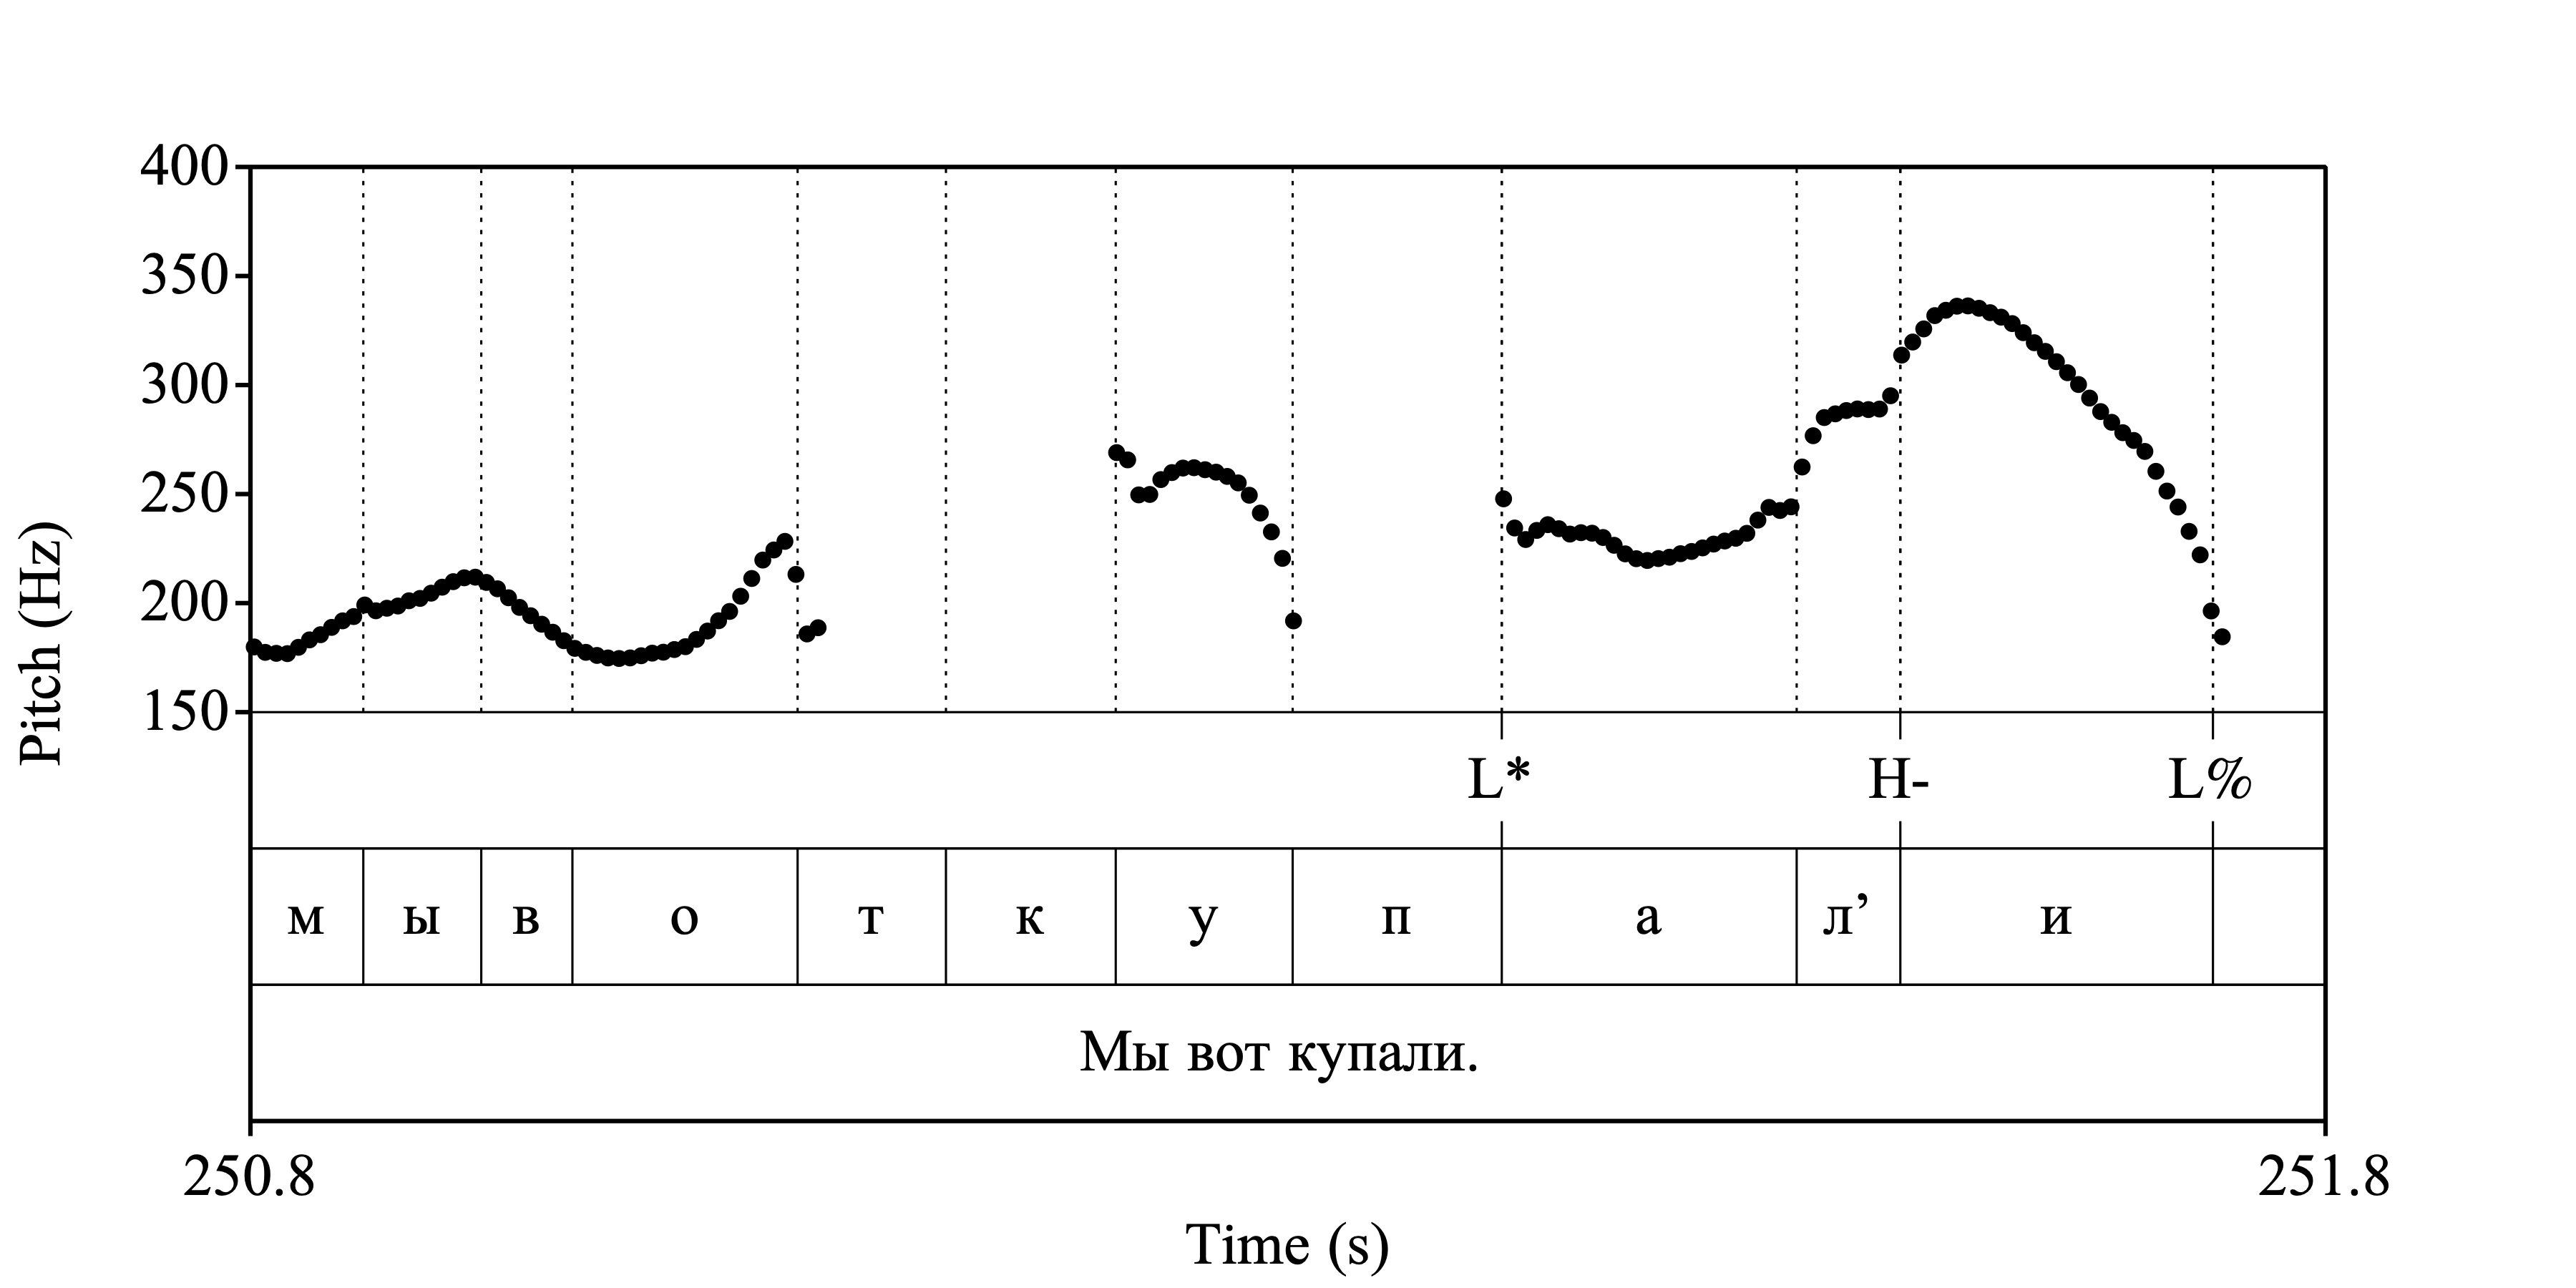 400
350
300
250
200
150
Pitch (Hz)
L* H- L%
м ы в о т к у п а л’ и
Мы вот купали.
250.8 251.8
Time (s)